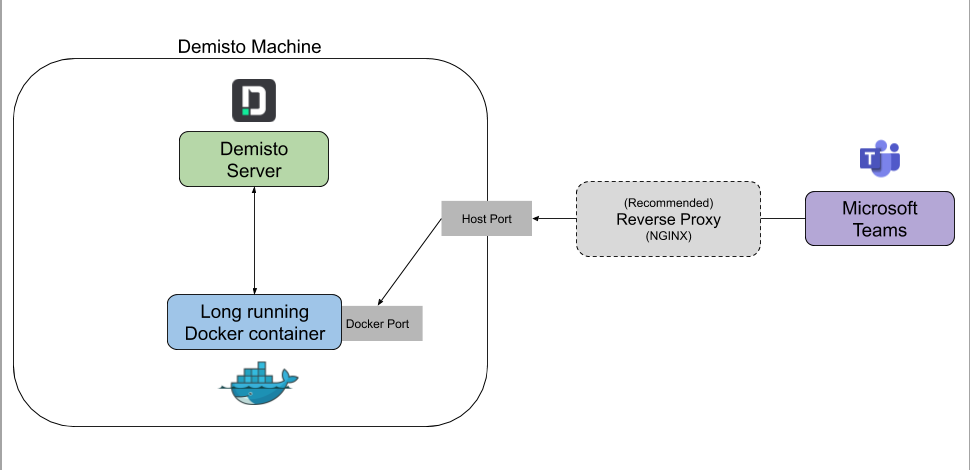 Demisto Machine
D
Demisto
Server
Host Port
(Recommended)
Reverse Proxy
(NGINX)
T
Microsoft
Teams
Long running
Docker container
Docker Port